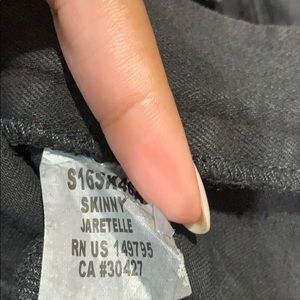 SKINNY
JARETELLE
RN US 149795
CA #30427